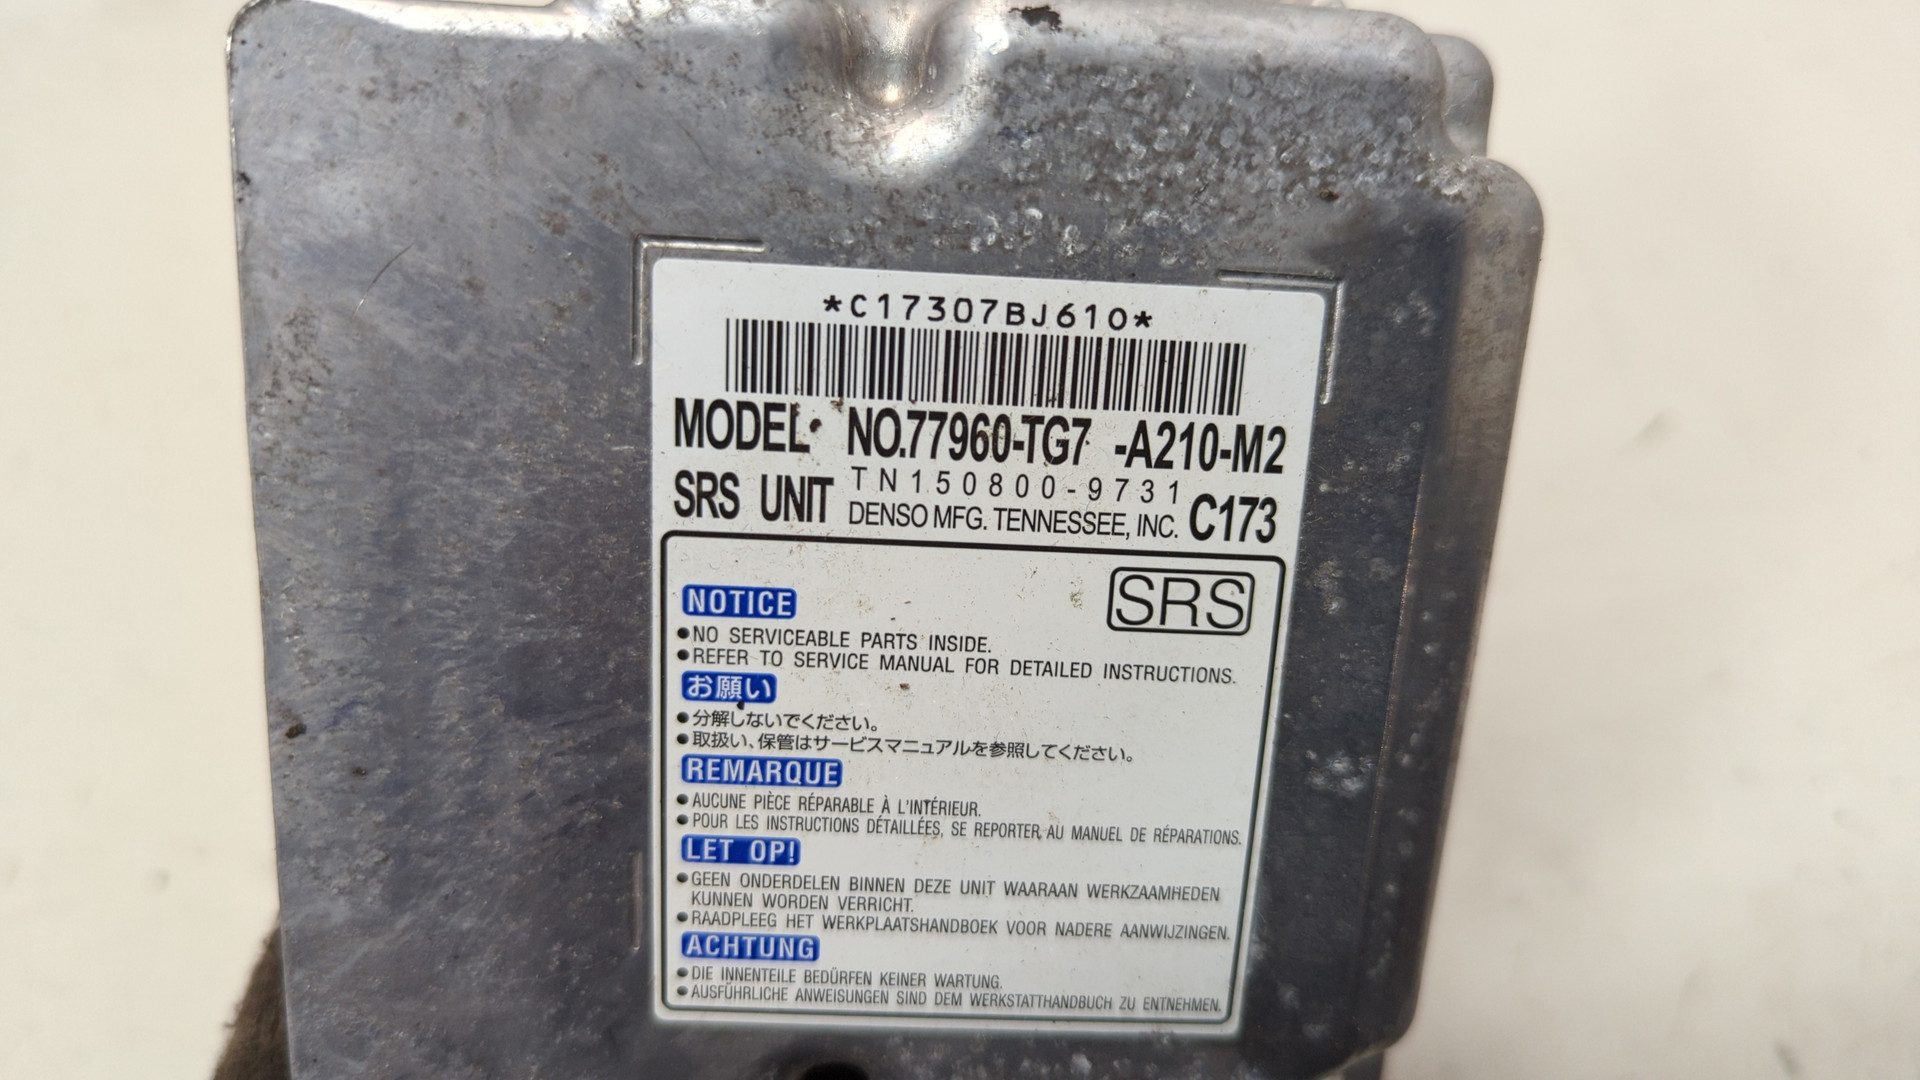 *C17307BJ610*
MODEL NO.77960-TG7 -A210-M2
SRS UNIT TN150800-9731
DENSO MFG. TENNESSEE, INC. C173
SRS
NOTICE
●NO SERVICEABLE PARTS INSIDE.
●REFER TO SERVICE MANUAL FOR DETAILED INSTRUCTIONS.
お願い
●分解しないでください。
●取扱い、保管はサービスマニュアルを参照してください。
REMARQUE
●AUCUNE PIÈCE RÉPARABLE À L'INTÉRIEUR.
●POUR LES INSTRUCTIONS DÉTAILLÉES, SE REPORTER AU MANUEL DE RÉPARATIONS.
LET OP!
●GEEN ONDERDELEN BINNEN DEZE UNIT WAARAAN WERKZAAMHEDEN
KUNNEN WORDEN VERRICHT.
●RAADPLEEG HET WERKPLAATSHANDBOEK VOOR NADERE AANWIJZINGEN.
ACHTUNG
●DIE INNENTEILE BEDÜRFEN KEINER WARTUNG.
●AUSFÜHRLICHE ANWEISUNGEN SIND DEM WERKSTATTHANDBUCH ZU ENTNEHMEN.